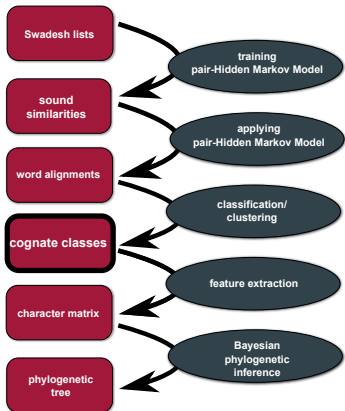 Swadesh lists
training
pair-Hidden Markov Model
sound
similarities
applying
pair-Hidden Markov Model
word alignments
classification/
clustering
cognate classes
feature extraction
character matrix
Bayesian
phylogenetic
inference
phylogenetic
tree